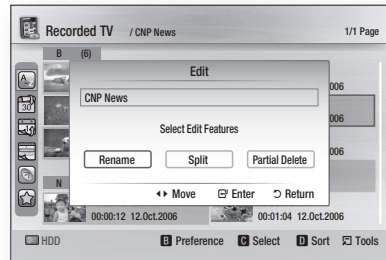 Recorded TV / CNP News 1/1 Page
B (6)
Edit
A
006
CNP News
30
006
Select Edit Features
Rename Split Partial Delete
006
Move Enter Return
N
00:00:12 12.Oct.2006 00:01:04 12.Oct.2006
HDD B Preference C Select D Sort Tools